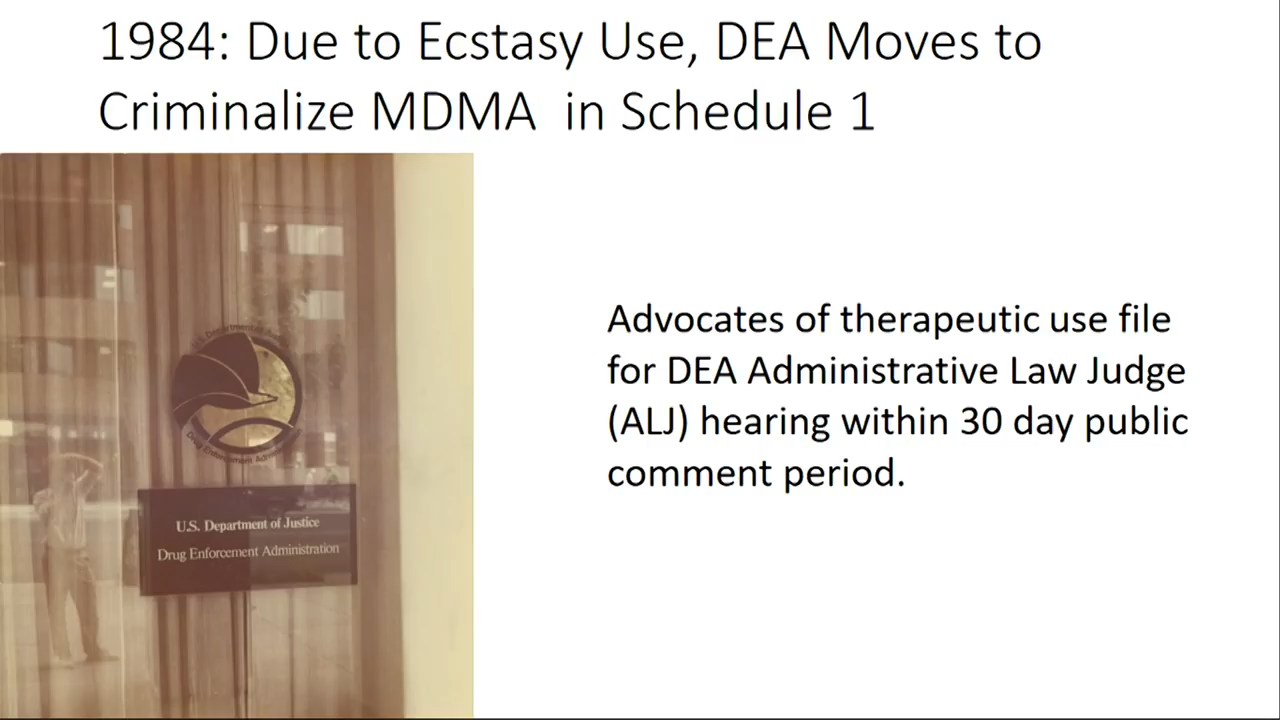 1984: Due to Ecstasy Use, DEA Moves to
Criminalize MDMA in Schedule 1
Advocates of therapeutic use file
for DEA Administrative Law Judge
(ALJ) hearing within 30 day public
comment period.
U.S. Department of Justice
Drug Enforcement Administration